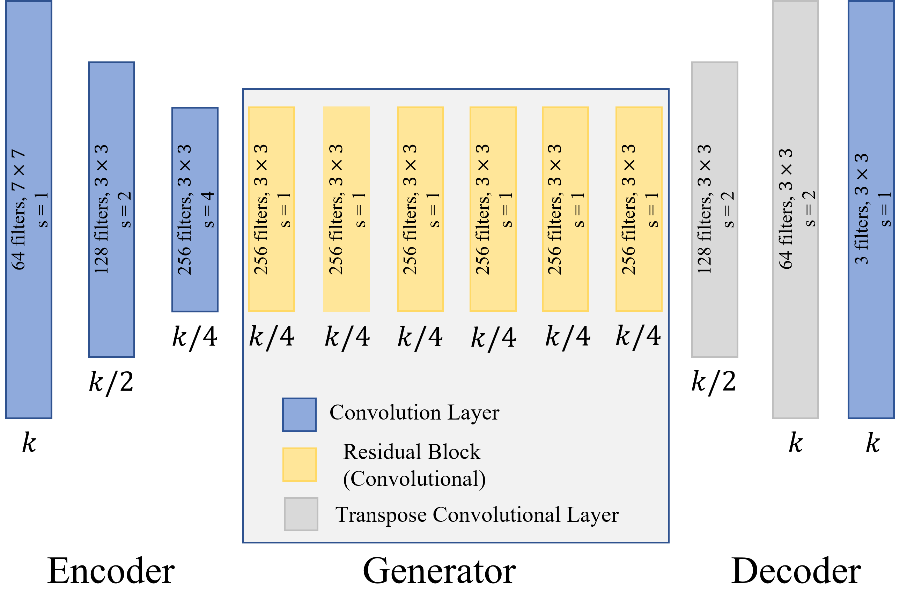 64 filters, 7 × 7
s = 1
k
128 filters, 3 × 3
s = 2
k/2
256 filters, 3 × 3
s = 4
k/4
256 filters, 3 × 3
s = 1
k/4
256 filters, 3 × 3
s = 1
k/4
256 filters, 3 × 3
s = 1
k/4
256 filters, 3 × 3
s = 1
k/4
256 filters, 3 × 3
s = 1
k/4
256 filters, 3 × 3
s = 1
k/4
128 filters, 3 × 3
s = 2
k/2
64 filters, 3 × 3
s = 2
k
3 filters, 3 × 3
s = 1
k
Convolution Layer
Residual Block
(Convolutional)
Transpose Convolutional Layer
Encoder
Generator
Decoder